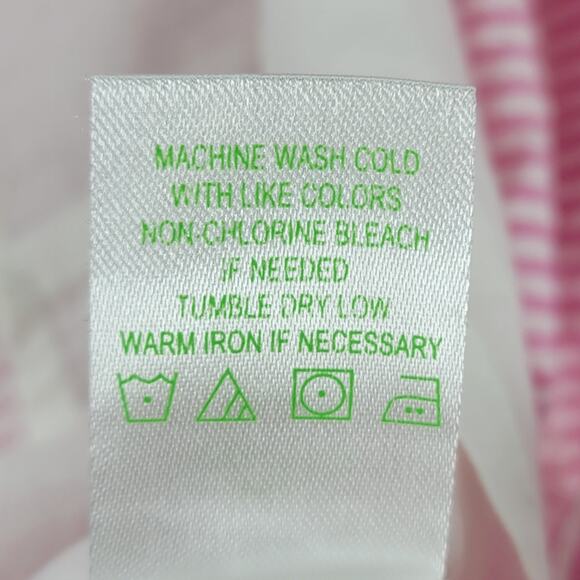 MACHINE WASH COLD
WITH LIKE COLORS
NON-CHLORINE BLEACH
IF NEEDED
TUMBLE DRY LOW
WARM IRON IF NECESSARY